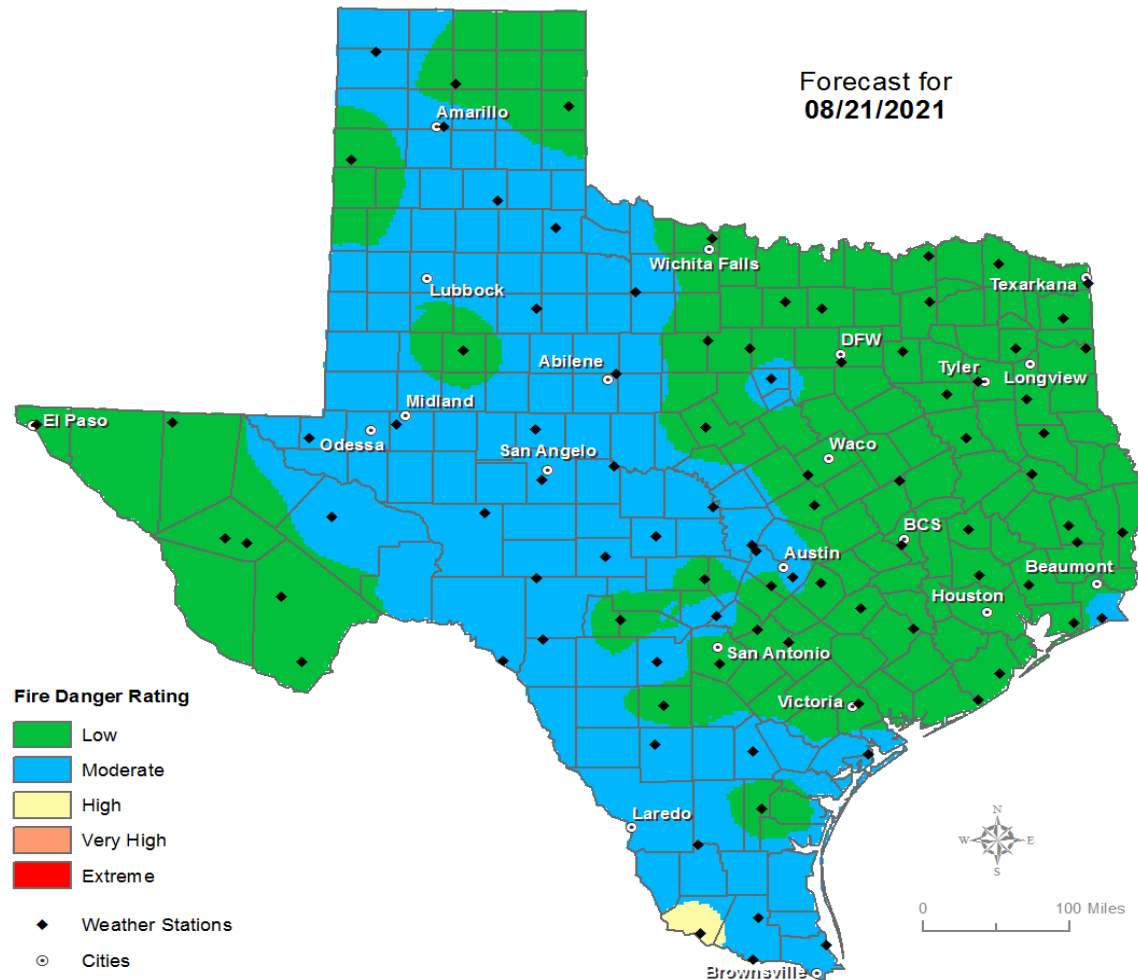 Forecast for
08/21/2021
Amarillo
Wichita Falls
Lubbock
Texarkana
DFW
Abilene
Tyler
Longview
Midland
El Paso
Odessa
San Angelo
Waco
BCS
Austin
Beaumont
Houston
San Antonio
Victoria
Laredo
Brownsville
Fire Danger Rating
Low
Moderate
High
Very High
Extreme
Weather Stations
Cities
N
W E
S
0 100 Miles